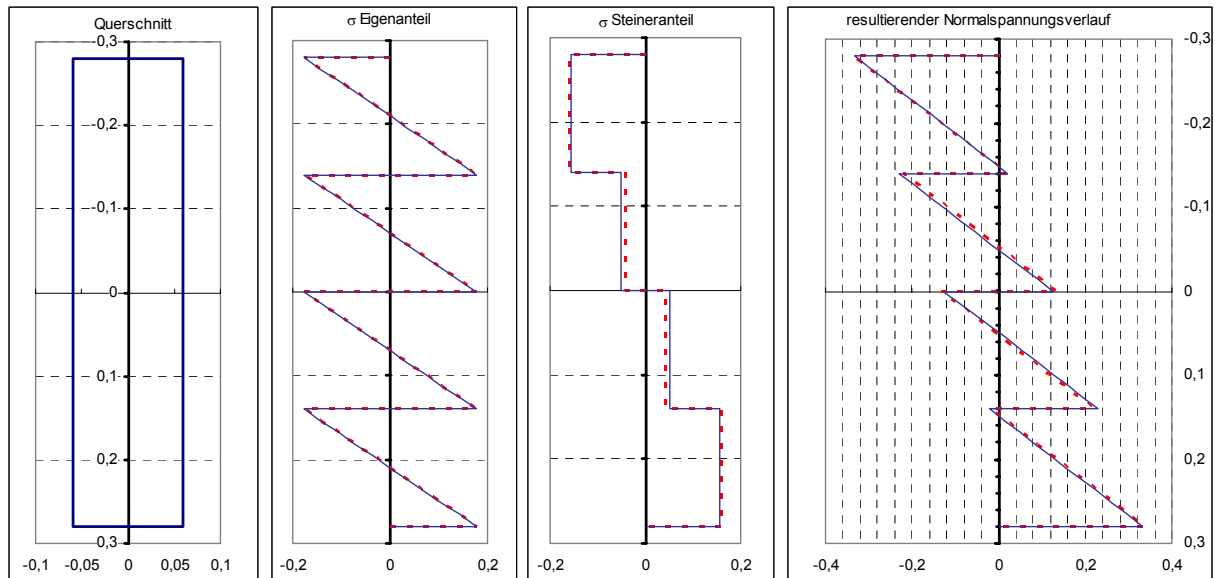 Querschnitt
-0,3
-0,2
-0,1
0
0,1
0,2
0,3
-0,1 -0,05 0 0,05 0,1
σ Eigenanteil
-0,2 0 0,2
σ Steineranteil
-0,2 0 0,2
resultierender Normalspannungsverlauf
-0,3
-0,2
-0,1
0
0,1
0,2
0,3
-0,4 -0,2 0 0,2 0,4